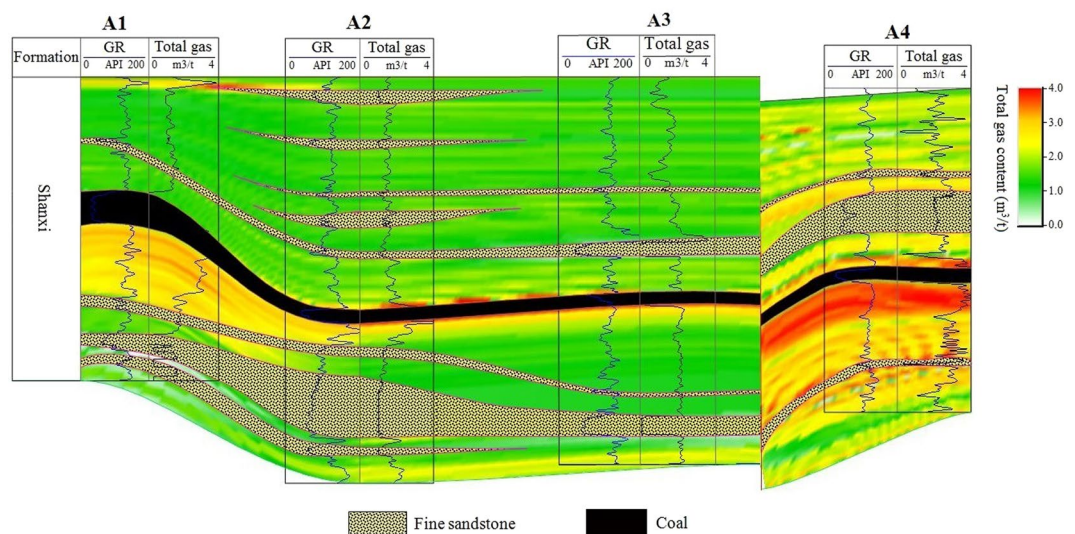 A1 A2 A3 A4
Formation
GR Total gas
0 API 200 0 m3/t 4
GR Total gas
0 API 200 0 m3/t 4
GR Total gas
0 API 200 0 m3/t 4
GR Total gas
0 API 200 0 m3/t 4
Shanxi
4.0
3.0
2.0
1.0
0.0
Total gas content (m³/t)
Fine sandstone
Coal